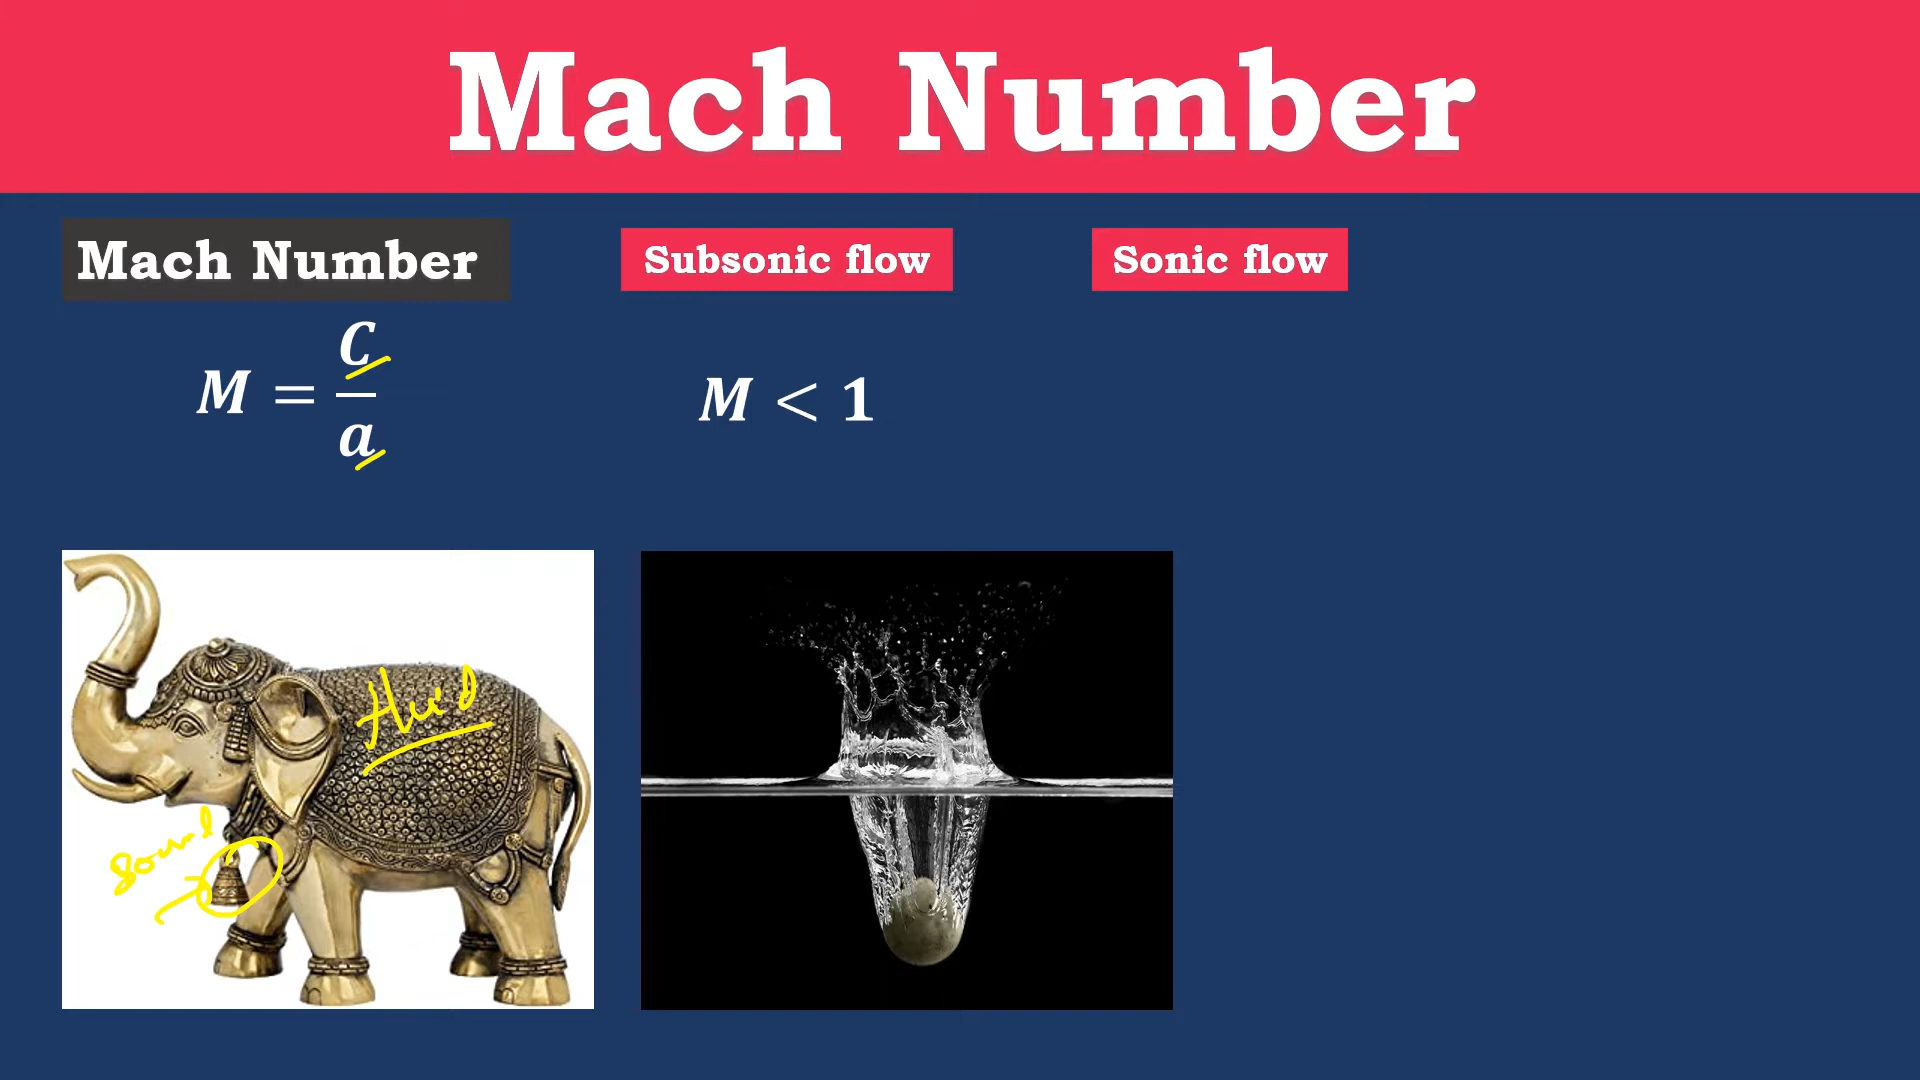 Mach Number
Mach Number
Subsonic flow
Sonic flow
M = C/a
M < 1
fluid
sound